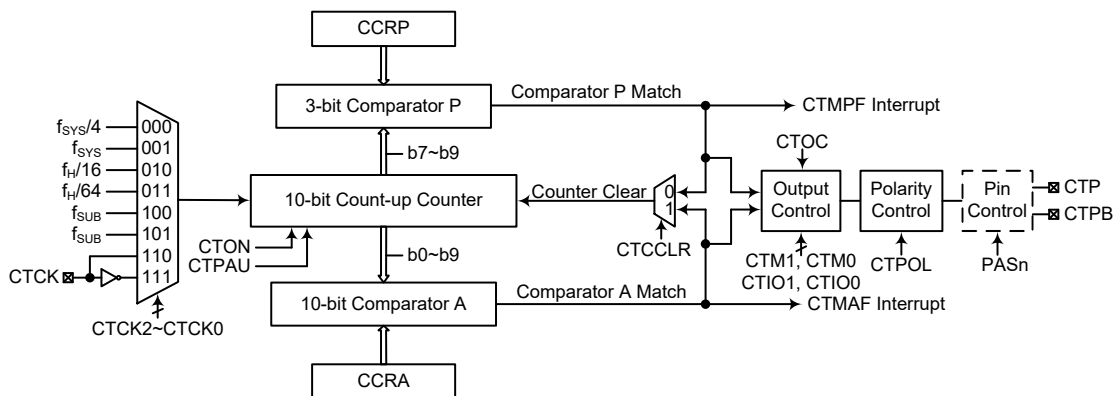 CCRP
3-bit Comparator P
Comparator P Match
CTMPF Interrupt
fSYS/4
000
fSYS
001
fH/16
010
fH/64
011
fSUB
100
fSUB
101
110
111
CTCK
CTCK2~CTCK0
b7~b9
10-bit Count-up Counter
Counter Clear
0
1
CTCCLR
CTON
CTPAU
b0~b9
CTOC
Output
Control
CTM1, CTM0
CTIO1, CTIO0
Polarity
Control
CTPOL
Pin
Control
PASn
CTP
CTPB
10-bit Comparator A
Comparator A Match
CTMAF Interrupt
CCRA